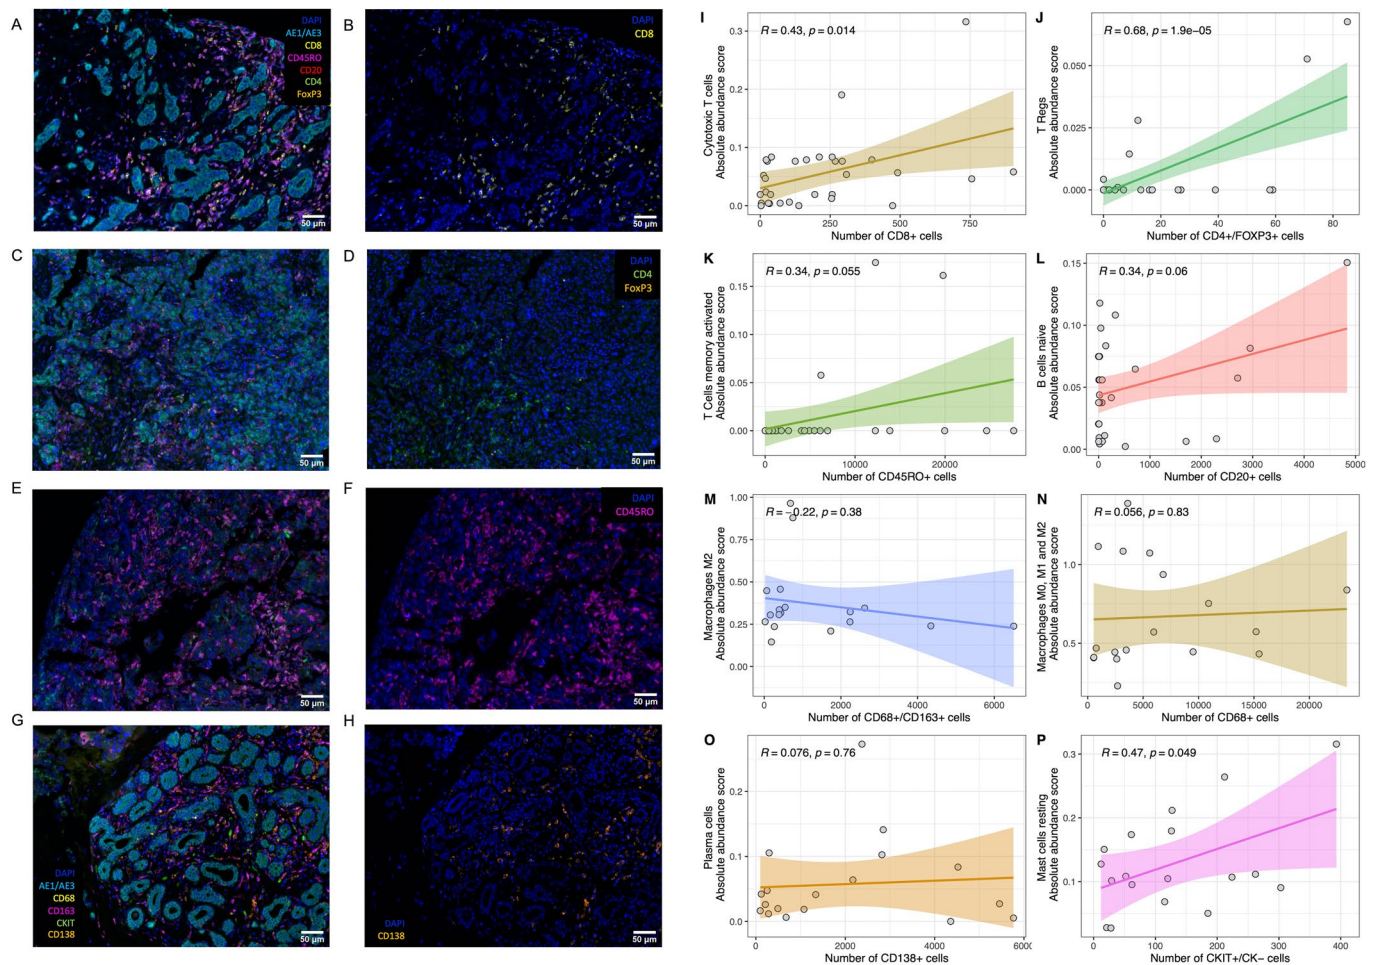 A
DAPI
AE1/AE3
CD8
CD45RO
CD20
CD4
FoxP3
50 µm
B
DAPI
CD8
50 µm
C
50 µm
D
DAPI
CD4
FoxP3
50 µm
E
50 µm
F
DAPI
CD45RO
50 µm
G
DAPI
AE1/AE3
CD68
CD163
CKIT
CD138
50 µm
H
DAPI
CD138
50 µm
I
R = 0.43, p = 0.014
Cytotoxic T cells
Absolute abundance score
0.3
0.2
0.1
0.0
0 250 500 750
Number of CD8+ cells
J
R = 0.68, p = 1.9e−05
T Regs
Absolute abundance score
0.050
0.025
0.000
0 20 40 60 80
Number of CD4+/FOXP3+ cells
K
R = 0.34, p = 0.055
T Cells memory activated
Absolute abundance score
0.15
0.10
0.05
0.00
0 10000 20000
Number of CD45RO+ cells
L
R = 0.34, p = 0.06
B cells naive
Absolute abundance score
0.15
0.10
0.05
0.00
0 1000 2000 3000 4000 5000
Number of CD20+ cells
M
R = −0.22, p = 0.38
Macrophages M2
Absolute abundance score
1.00
0.75
0.50
0.25
0.00
0 2000 4000 6000
Number of CD68+/CD163+ cells
N
R = 0.056, p = 0.83
Macrophages M0, M1 and M2
Absolute abundance score
1.0
0.5
0 5000 10000 15000 20000
Number of CD68+ cells
O
R = 0.076, p = 0.76
Plasma cells
Absolute abundance score
0.2
0.1
0.0
0 2000 4000 6000
Number of CD138+ cells
P
R = 0.47, p = 0.049
Mast cells resting
Absolute abundance score
0.3
0.2
0.1
0 100 200 300 400
Number of CKIT+/CK− cells